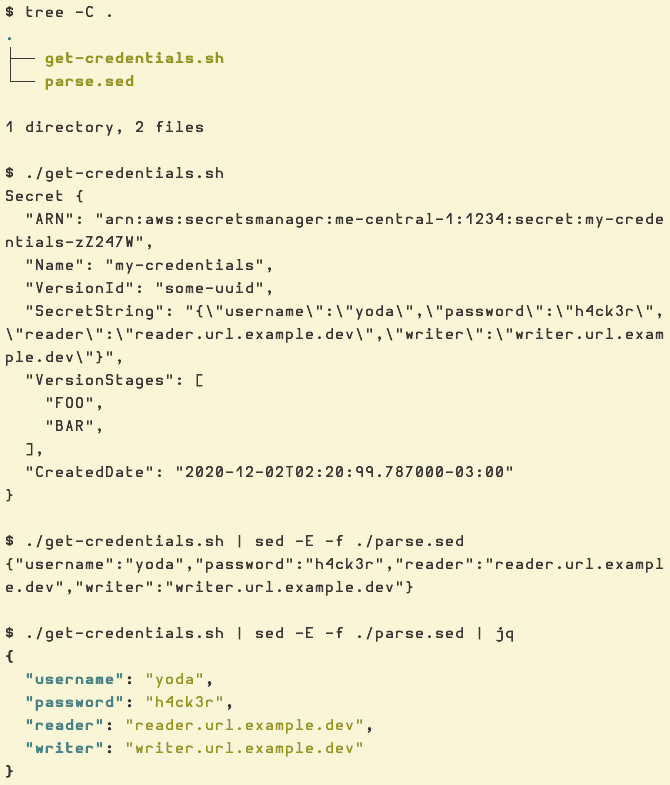 $ tree -C .
.
├── get-credentials.sh
└── parse.sed

1 directory, 2 files

$ ./get-credentials.sh
Secret {
  "ARN": "arn:aws:secretsmanager:me-central-1:1234:secret:my-crede
ntials-zZ247W",
  "Name": "my-credentials",
  "VersionId": "some-uuid",
  "SecretString": "{\"username\":\"yoda\",\"password\":\"h4ck3r\",
\"reader\":\"reader.url.example.dev\",\"writer\":\"writer.url.exam
ple.dev\"}",
  "VersionStages": [
    "FOO",
    "BAR",
  ],
  "CreatedDate": "2020-12-02T02:20:99.787000-03:00"
}

$ ./get-credentials.sh | sed -E -f ./parse.sed
{"username":"yoda","password":"h4ck3r","reader":"reader.url.exampl
e.dev","writer":"writer.url.example.dev"}

$ ./get-credentials.sh | sed -E -f ./parse.sed | jq
{
  "username": "yoda",
  "password": "h4ck3r",
  "reader": "reader.url.example.dev",
  "writer": "writer.url.example.dev"
}